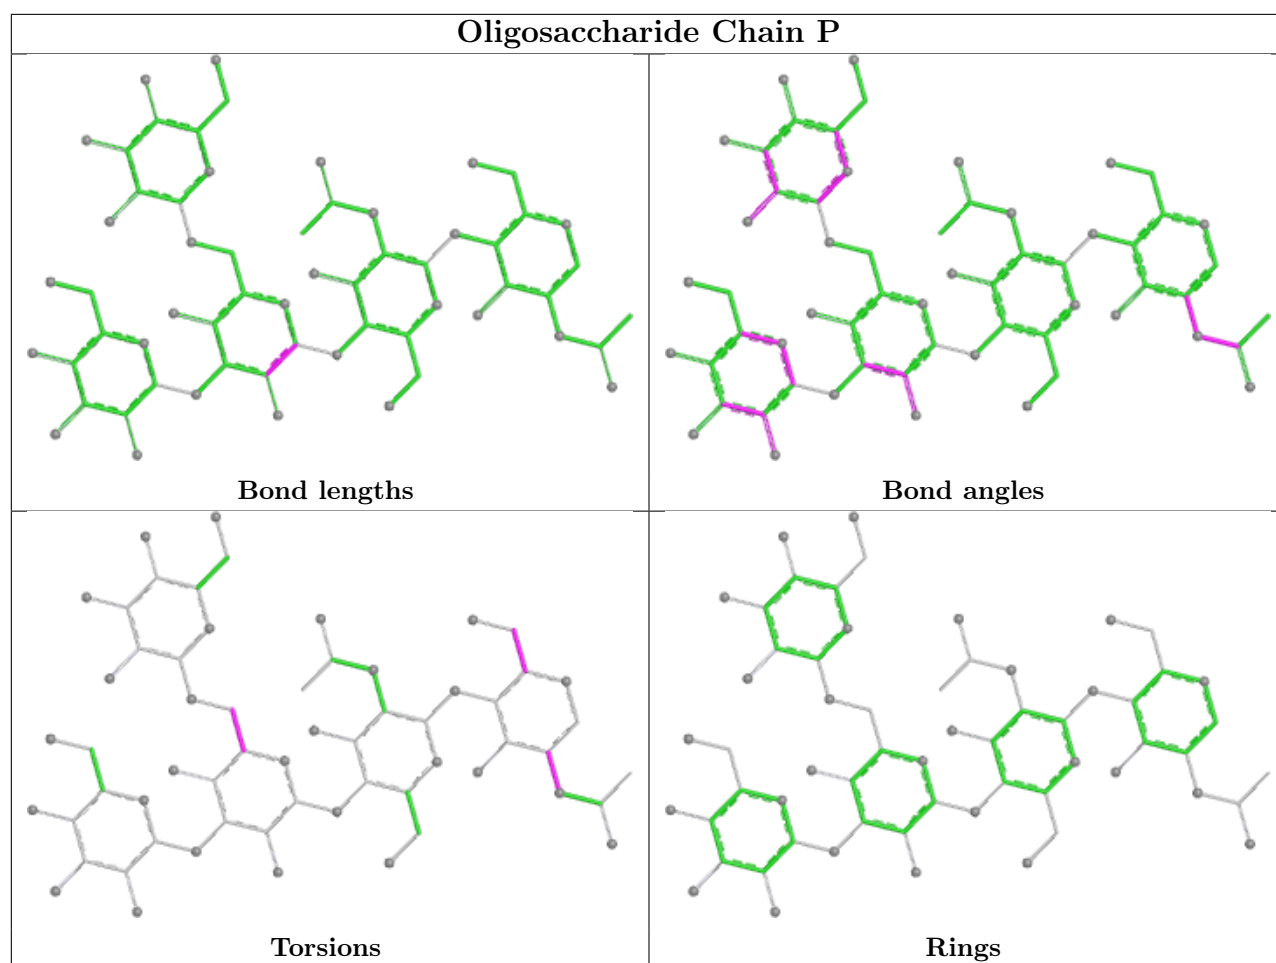 Oligosaccharide Chain P
Bond lengths
Bond angles
Torsions
Rings